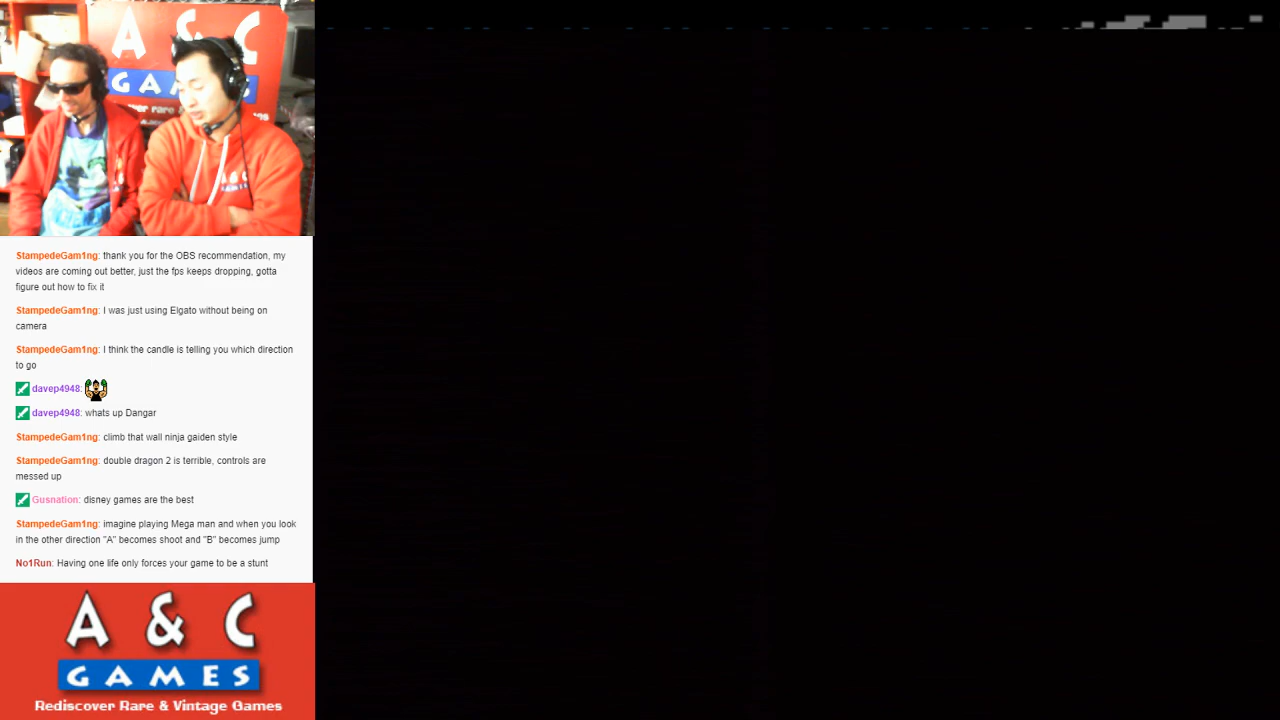 A & C
GAMES
StampedeGam1ng: thank you for the OBS recommendation, my
videos are coming out better, just the fps keeps dropping, gotta
figure out how to fix it
StampedeGam1ng: I was just using Elgato without being on
camera
StampedeGam1ng: I think the candle is telling you which direction
to go
davep4948:
davep4948: whats up Dangar
StampedeGam1ng: climb that wall ninja gaiden style
StampedeGam1ng: double dragon 2 is terrible, controls are
messed up
Gusnation: disney games are the best
StampedeGam1ng: imagine playing Mega man and when you look
in the other direction "A" becomes shoot and "B" becomes jump
No1Run: Having one life only forces your game to be a stunt
A & C
GAMES
Rediscover Rare & Vintage Games